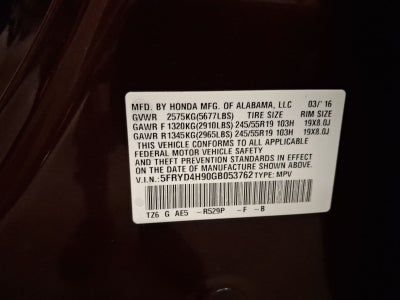 MFD. BY HONDA MFG. OF ALABAMA, LLC 03/ 16
GVWR 2575KG(5677LBS) TIRE SIZE RIM SIZE
GAWR F 1320KG(2910LBS) 245/55R19 103H 19X8.0J
GAWR R 1345KG(2965LBS) 245/55R19 103H 19X8.0J
THIS VEHICLE CONFORMS TO ALL APPLICABLE
FEDERAL MOTOR VEHICLE SAFETY
AND THEFT PREVENTION STANDARDS IN EFFECT
ON THE DATE OF MANUFACTURE SHOWN ABOVE.
V.I.N.: 5FRYD4H90GB053762 TYPE: MPV
TZ6 G AE5 -R529P -F -B